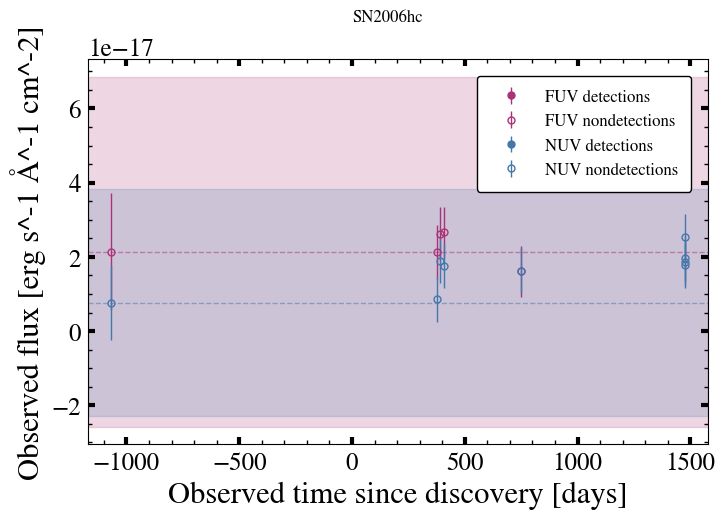 SN2006hc
1e−17
Observed flux [erg s^-1 Å^-1 cm^-2]
6
4
2
0
−2
FUV detections
FUV nondetections
NUV detections
NUV nondetections
−1000 −500 0 500 1000 1500
Observed time since discovery [days]